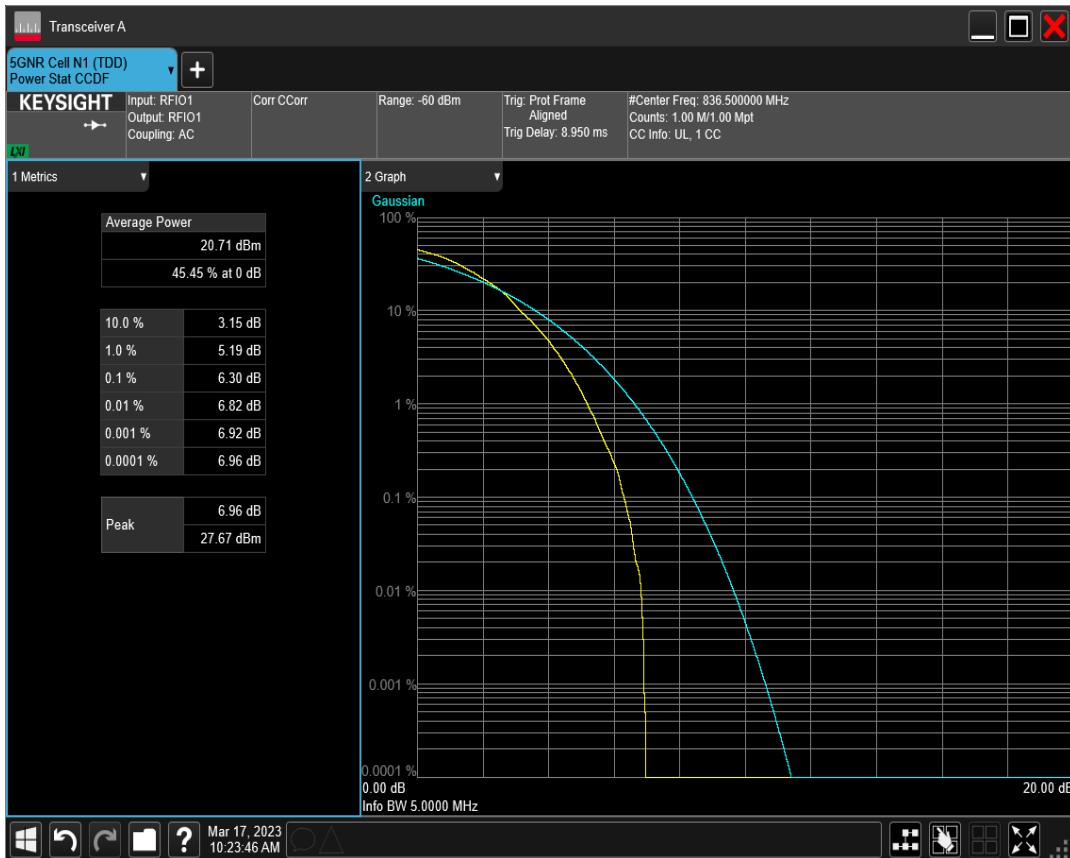 Transceiver A
5GNR Cell N1 (TDD)
Power Stat CCDF
+
KEYSIGHT
LXI
Input: RFIO1
Output: RFIO1
Coupling: AC
Corr CCorr
Range: -60 dBm
Trig: Prot Frame
Aligned
Trig Delay: 8.950 ms
#Center Freq: 836.500000 MHz
Counts: 1.00 M/1.00 Mpt
CC Info: UL, 1 CC
1 Metrics
Average Power
20.71 dBm
45.45 % at 0 dB
10.0 % 3.15 dB
1.0 % 5.19 dB
0.1 % 6.30 dB
0.01 % 6.82 dB
0.001 % 6.92 dB
0.0001 % 6.96 dB
Peak 6.96 dB
27.67 dBm
2 Graph
Gaussian
100 %
10 %
1 %
0.1 %
0.01 %
0.001 %
0.0001 %
0.00 dB 20.00 dB
Info BW 5.0000 MHz
?
Mar 17, 2023
10:23:46 AM